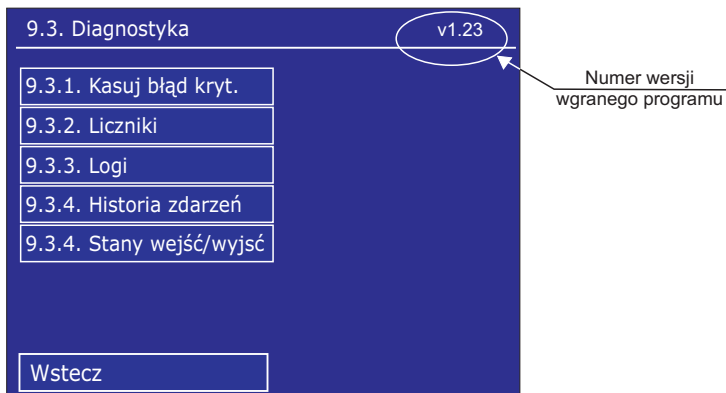 9.3. Diagnostyka
v1.23
Numer wersji
wgranego programu
9.3.1. Kasuj błąd kryt.
9.3.2. Liczniki
9.3.3. Logi
9.3.4. Historia zdarzeń
9.3.4. Stany wejść/wyjsć
Wstecz